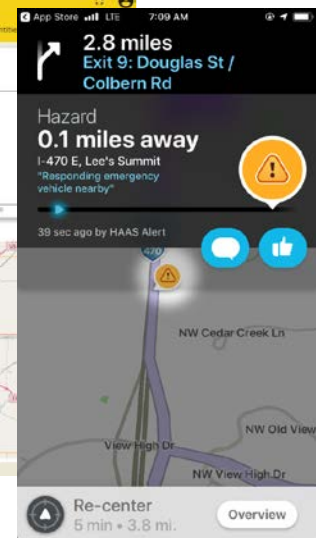 App Store
LTE
7:09 AM
2.8 miles
Exit 9: Douglas St /
Colbern Rd
Hazard
0.1 miles away
I-470 E, Lee's Summit
"Responding emergency
vehicle nearby"
39 sec ago by HAAS Alert
470
NW Cedar Creek Ln
NW Old View
View High Dr
NW View High Dr
Re-center
5 min • 3.8 mi.
Overview